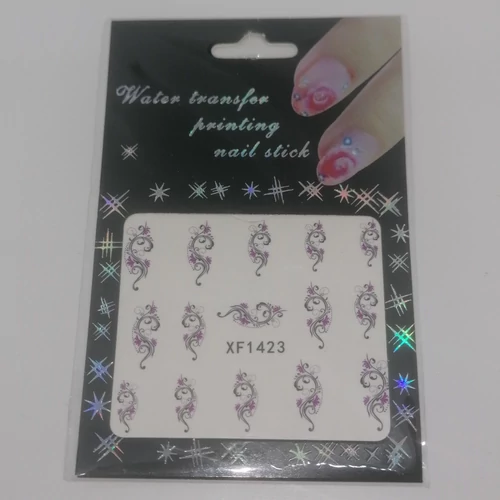 Water transfer
printing
nail stick
XF1423